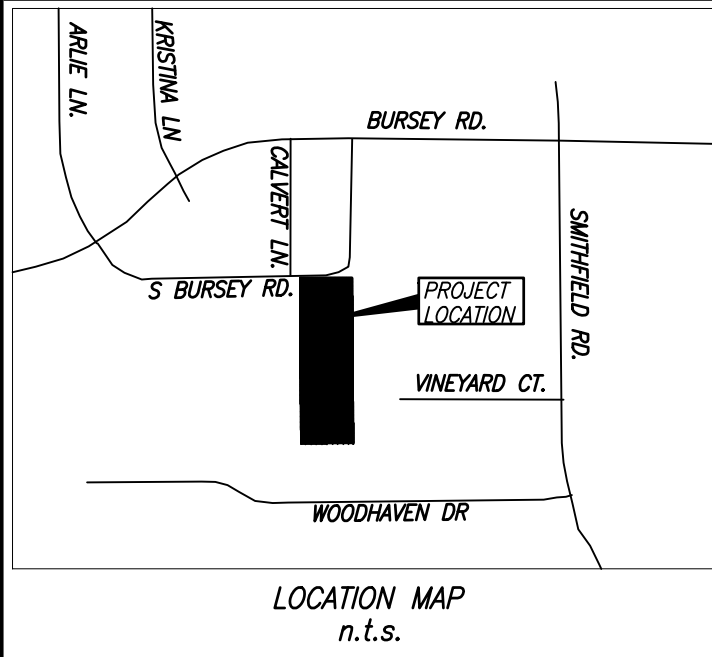 ARLIE LN.
KRISTINA LN
BURSEY RD.
CALVERT LN.
SMITHFIELD RD.
S BURSEY RD.
PROJECT
LOCATION
VINEYARD CT.
WOODHAVEN DR
LOCATION MAP
n.t.s.